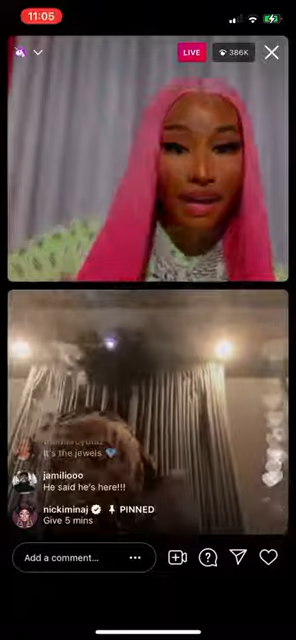 11:05
LIVE
386K
It's the jewels 💙
jamiliooo
He said he's here!!!
nickiminaj PINNED
Give 5 mins
Add a comment...